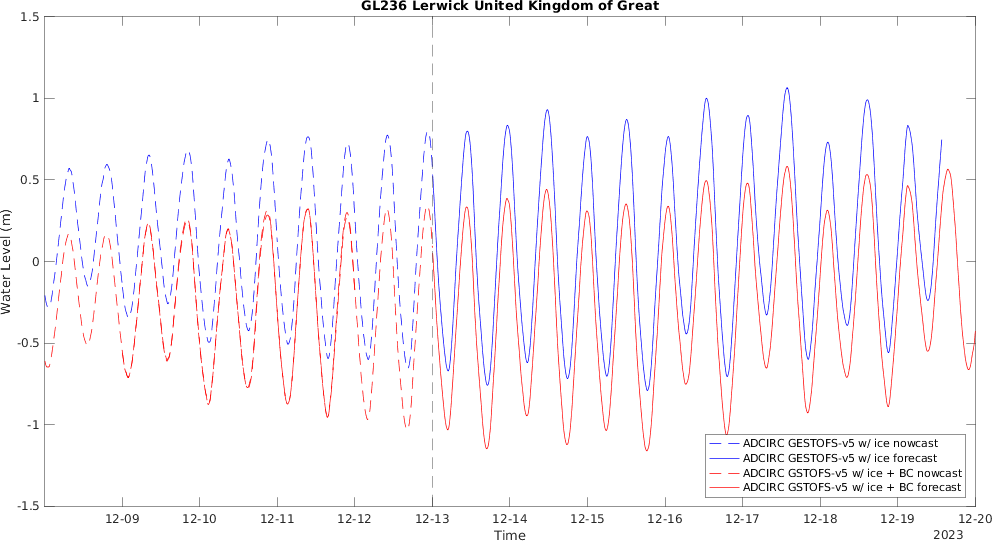 GL236 Lerwick United Kingdom of Great
1.5
1
0.5
0
-0.5
-1
-1.5
Water Level (m)
ADCIRC GESTOFS-v5 w/ ice nowcast
ADCIRC GESTOFS-v5 w/ ice forecast
ADCIRC GSTOFS-v5 w/ ice + BC nowcast
ADCIRC GSTOFS-v5 w/ ice + BC forecast
12-09 12-10 12-11 12-12 12-13 12-14 12-15 12-16 12-17 12-18 12-19 12-20
Time
2023